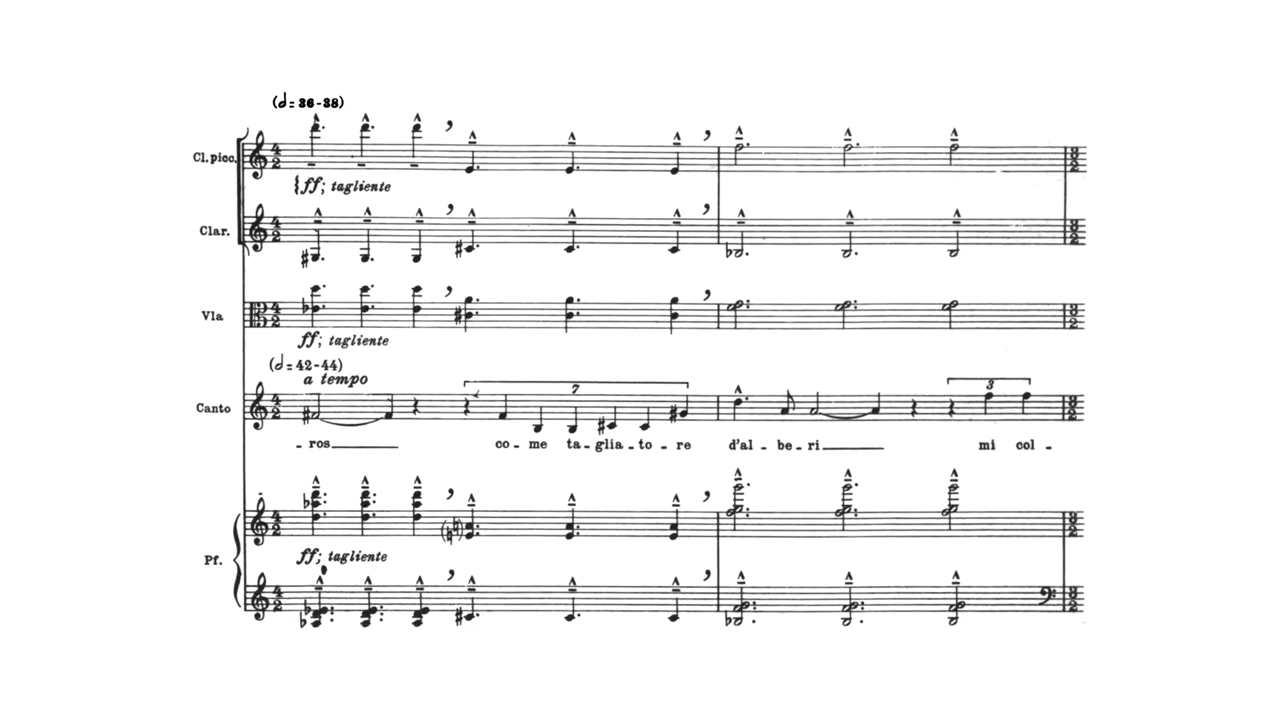 (𝅗𝅥 = 36-38)
Cl. picc.
ff; tagliente
Clar.
Vla
ff; tagliente
(𝅗𝅥 = 42-44)
a tempo
7
3
Canto
- ros co - me ta - glia - to - re d'al - be - ri mi col -
Pf.
ff; tagliente